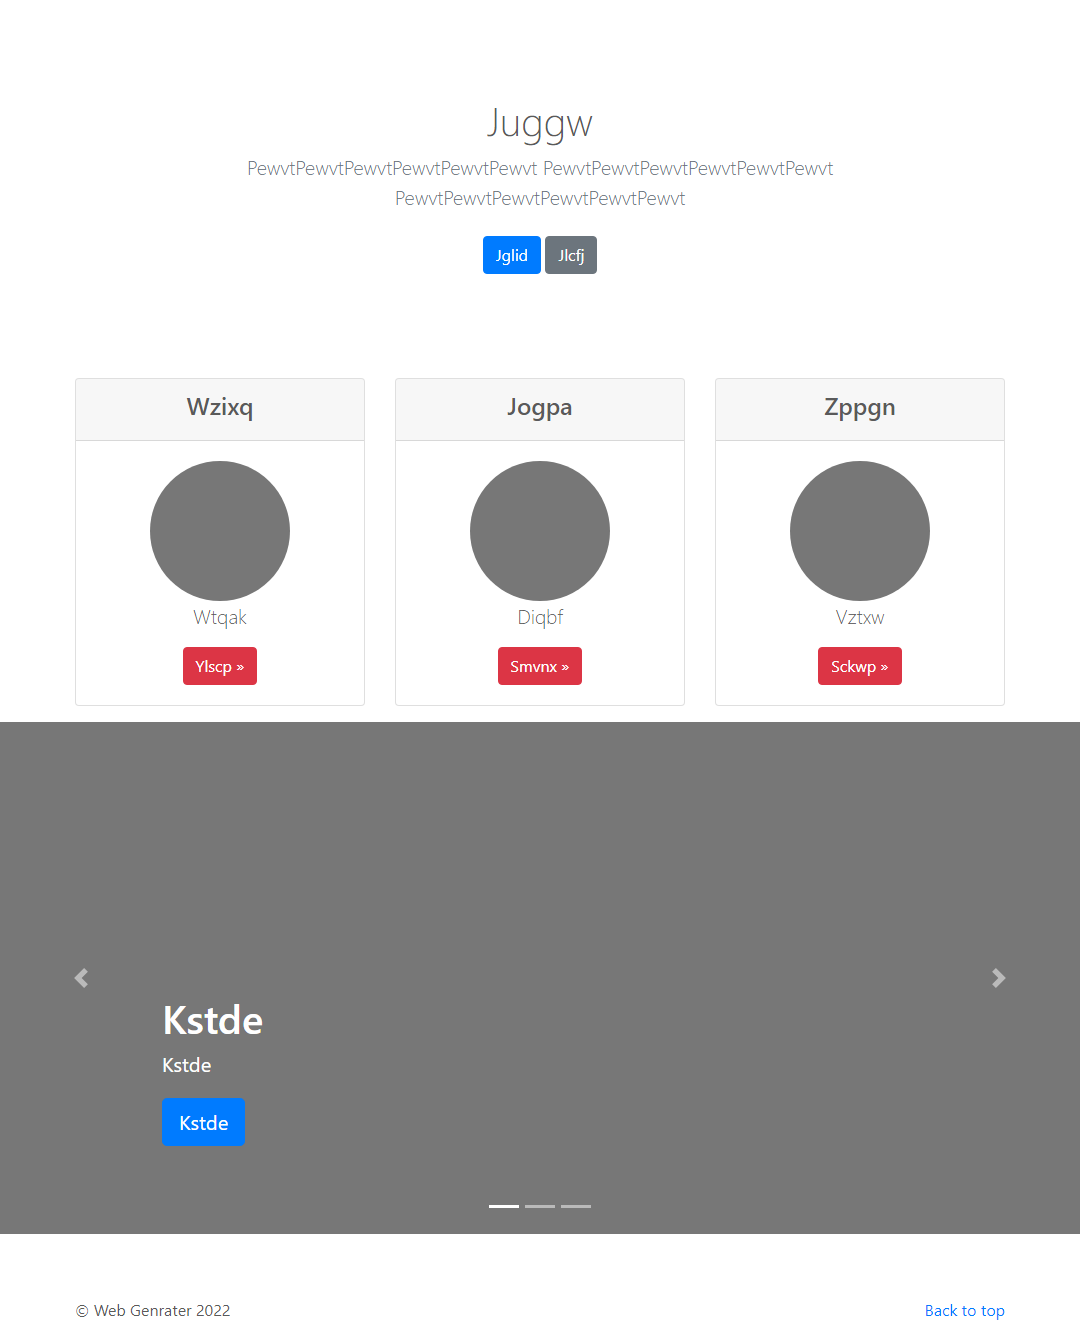 Juggw
PewvtPewvtPewvtPewvtPewvtPewvt PewvtPewvtPewvtPewvtPewvtPewvt
PewvtPewvtPewvtPewvtPewvtPewvt
Jglid Jlcfj
Wzixq
Wtqak
Ylscp »
Jogpa
Diqbf
Smvnx »
Zppgn
Vztxw
Sckwp »
Kstde
Kstde
Kstde
© Web Genrater 2022
Back to top